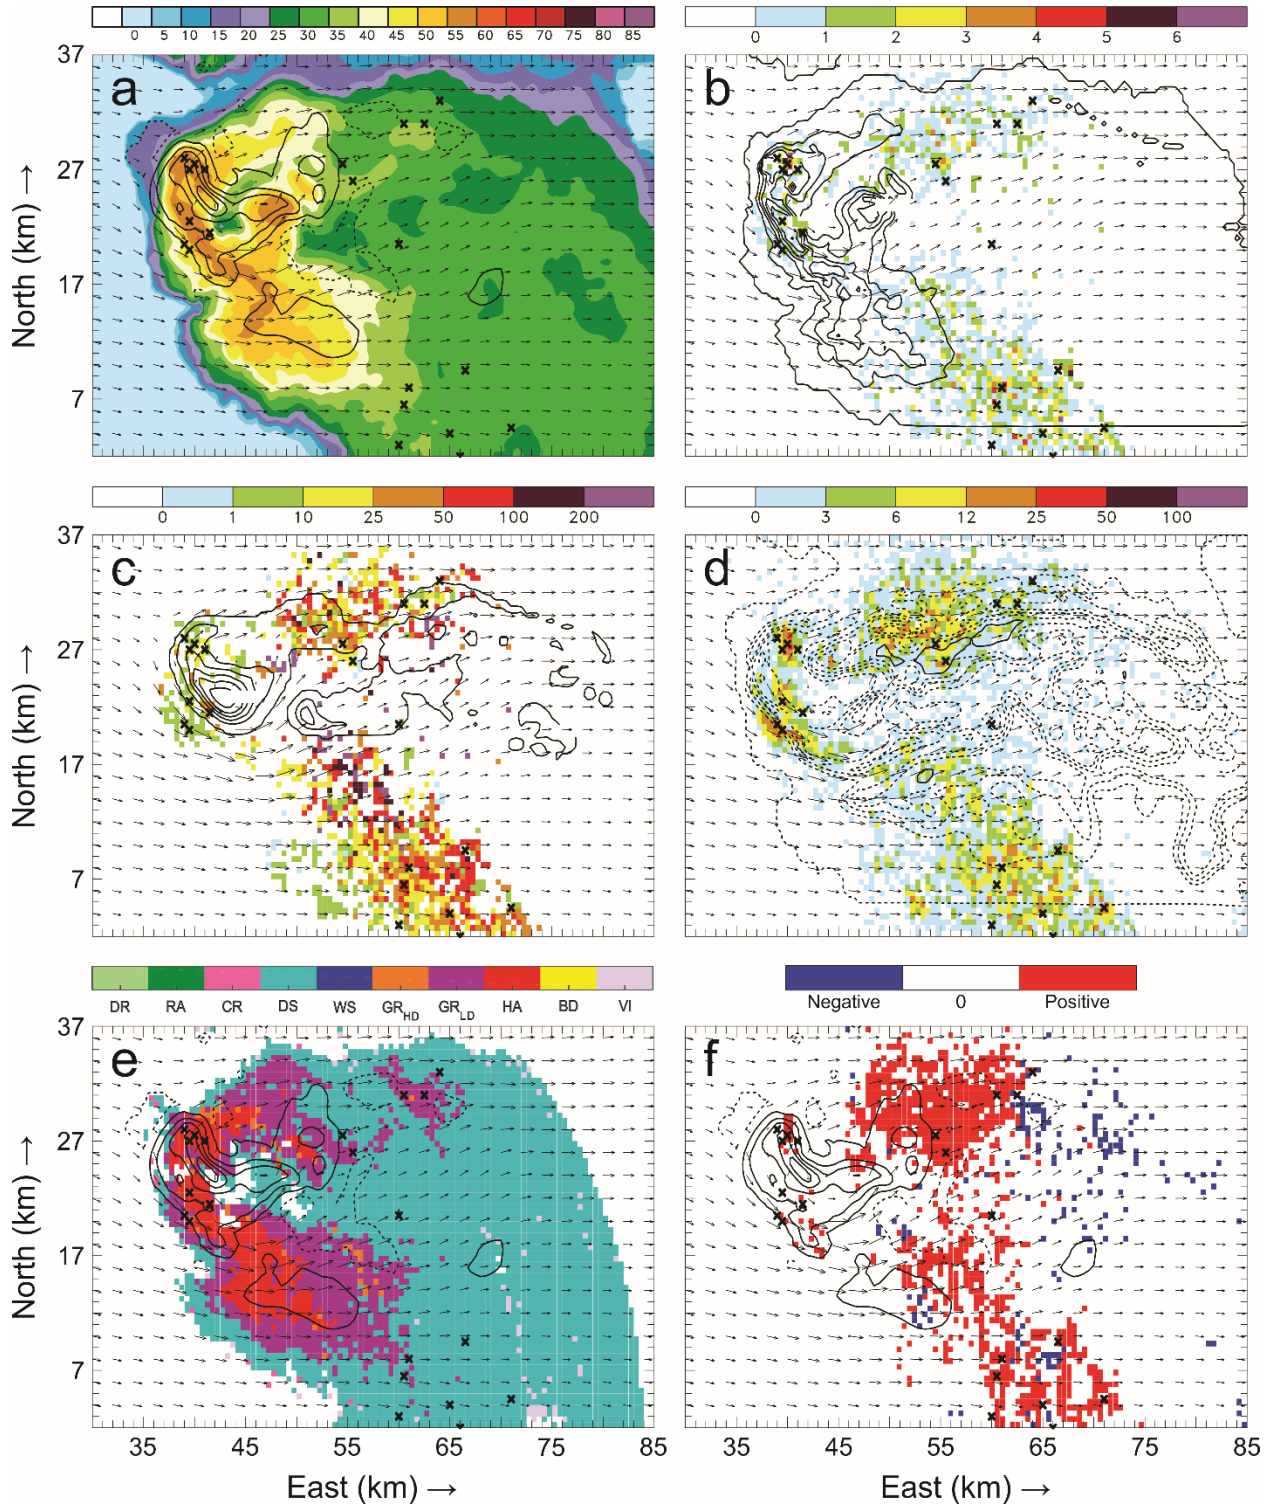 0 5 10 15 20 25 30 35 40 45 50 55 60 65 70 75 80 85
0 1 2 3 4 5 6
37 a b
27
17
7
North (km) →
0 1 10 25 50 100 200
0 3 6 12 25 50 100
37 c d
27
17
7
North (km) →
DR RA CR DS WS GRHD GRLD HA BD VI
Negative 0 Positive
37 e f
27
17
7
North (km) →
35 45 55 65 75 85
35 45 55 65 75 85
East (km) → East (km) →